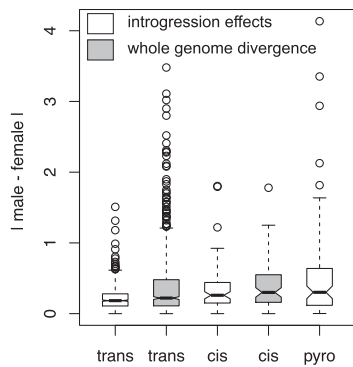 introgression effects
whole genome divergence
| male - female |
4
3
2
1
0
trans trans cis cis pyro